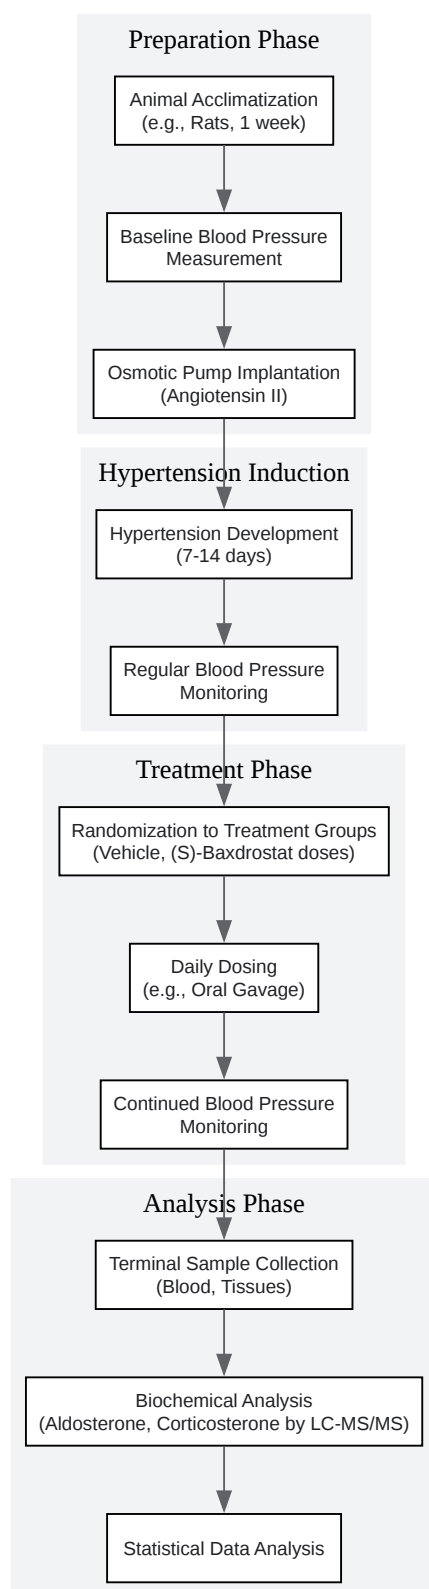 Preparation Phase
Animal Acclimatization
(e.g., Rats, 1 week)
Baseline Blood Pressure
Measurement
Osmotic Pump Implantation
(Angiotensin II)
Hypertension Induction
Hypertension Development
(7-14 days)
Regular Blood Pressure
Monitoring
Treatment Phase
Randomization to Treatment Groups
(Vehicle, (S)-Baxdrostat doses)
Daily Dosing
(e.g., Oral Gavage)
Continued Blood Pressure
Monitoring
Analysis Phase
Terminal Sample Collection
(Blood, Tissues)
Biochemical Analysis
(Aldosterone, Corticosterone by LC-MS/MS)
Statistical Data Analysis